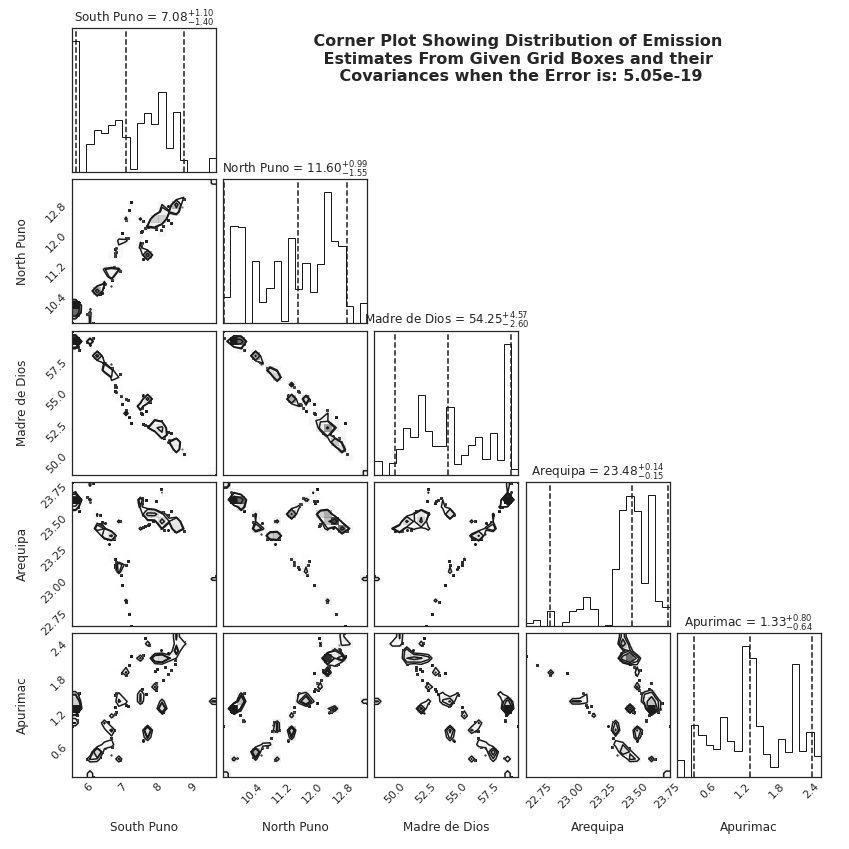 South Puno = 7.08+1.10 −1.40
Corner Plot Showing Distribution of Emission
Estimates From Given Grid Boxes and their
Covariances when the Error is: 5.05e-19
North Puno = 11.60+0.99 −1.55
North Puno
12.8
12.0
11.2
10.4
Madre de Dios = 54.25+4.57 −2.60
Madre de Dios
57.5
55.0
52.5
50.0
Arequipa = 23.48+0.14 −0.15
Arequipa
23.75
23.50
23.25
23.00
22.75
Apurimac = 1.33+0.80 −0.64
Apurimac
2.4
1.8
1.2
0.6
6 7 8 9
10.4 11.2 12.0 12.8
50.0 52.5 55.0 57.5
22.75 23.00 23.25 23.50 23.75
0.6 1.2 1.8 2.4
South Puno
North Puno
Madre de Dios
Arequipa
Apurimac